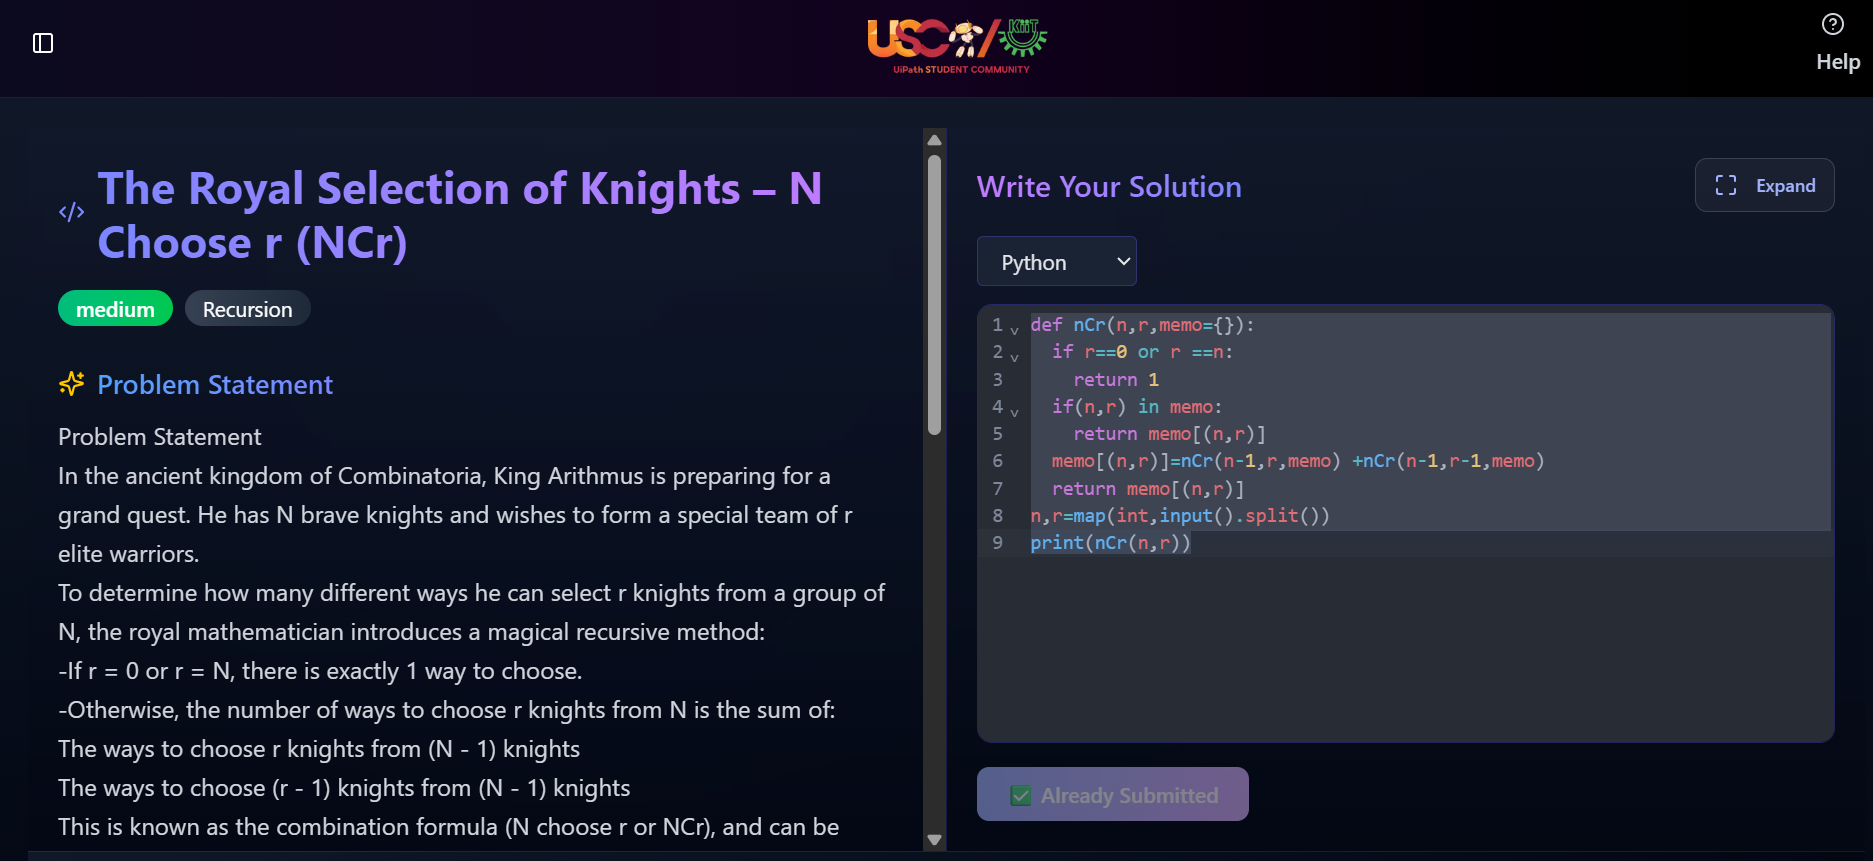 USC/KIIT
UiPath STUDENT COMMUNITY
Help
</> The Royal Selection of Knights – N
Choose r (NCr)
medium Recursion
Problem Statement
Problem Statement
In the ancient kingdom of Combinatoria, King Arithmus is preparing for a
grand quest. He has N brave knights and wishes to form a special team of r
elite warriors.
To determine how many different ways he can select r knights from a group of
N, the royal mathematician introduces a magical recursive method:
-If r = 0 or r = N, there is exactly 1 way to choose.
-Otherwise, the number of ways to choose r knights from N is the sum of:
The ways to choose r knights from (N - 1) knights
The ways to choose (r - 1) knights from (N - 1) knights
This is known as the combination formula (N choose r or NCr), and can be
Write Your Solution
Expand
Python
1 def nCr(n,r,memo={}):
2   if r==0 or r ==n:
3     return 1
4   if(n,r) in memo:
5     return memo[(n,r)]
6   memo[(n,r)]=nCr(n-1,r,memo) +nCr(n-1,r-1,memo)
7   return memo[(n,r)]
8 n,r=map(int,input().split())
9 print(nCr(n,r))
✅ Already Submitted